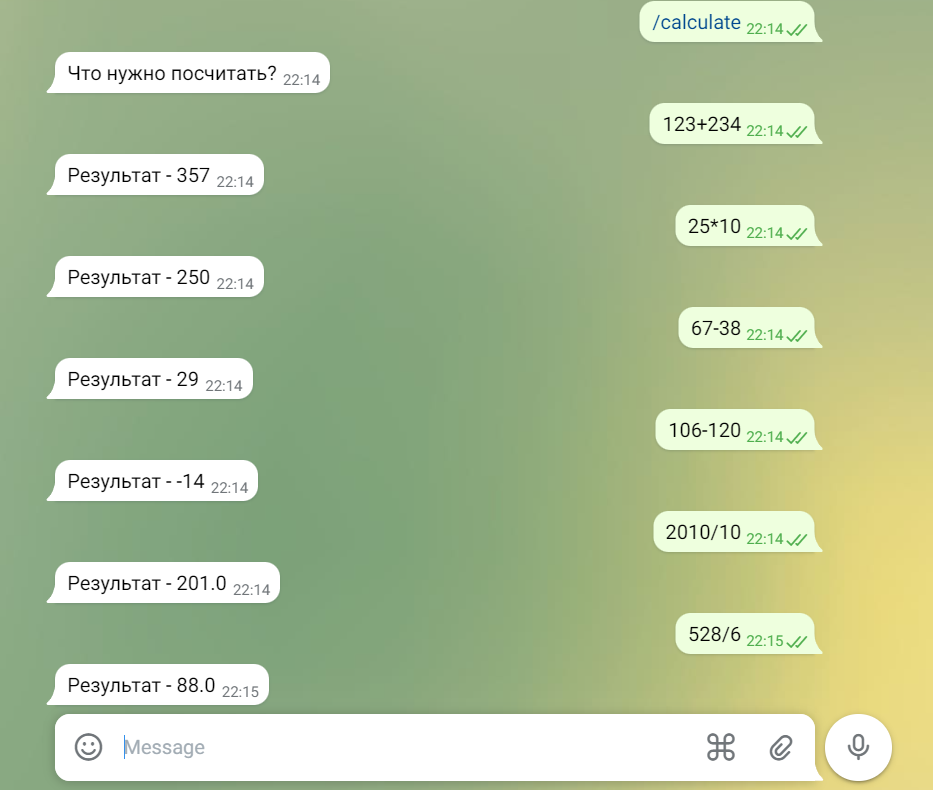 /calculate 22:14
Что нужно посчитать? 22:14
123+234 22:14
Результат - 357 22:14
25*10 22:14
Результат - 250 22:14
67-38 22:14
Результат - 29 22:14
106-120 22:14
Результат - -14 22:14
2010/10 22:14
Результат - 201.0 22:14
528/6 22:15
Результат - 88.0 22:15
Message